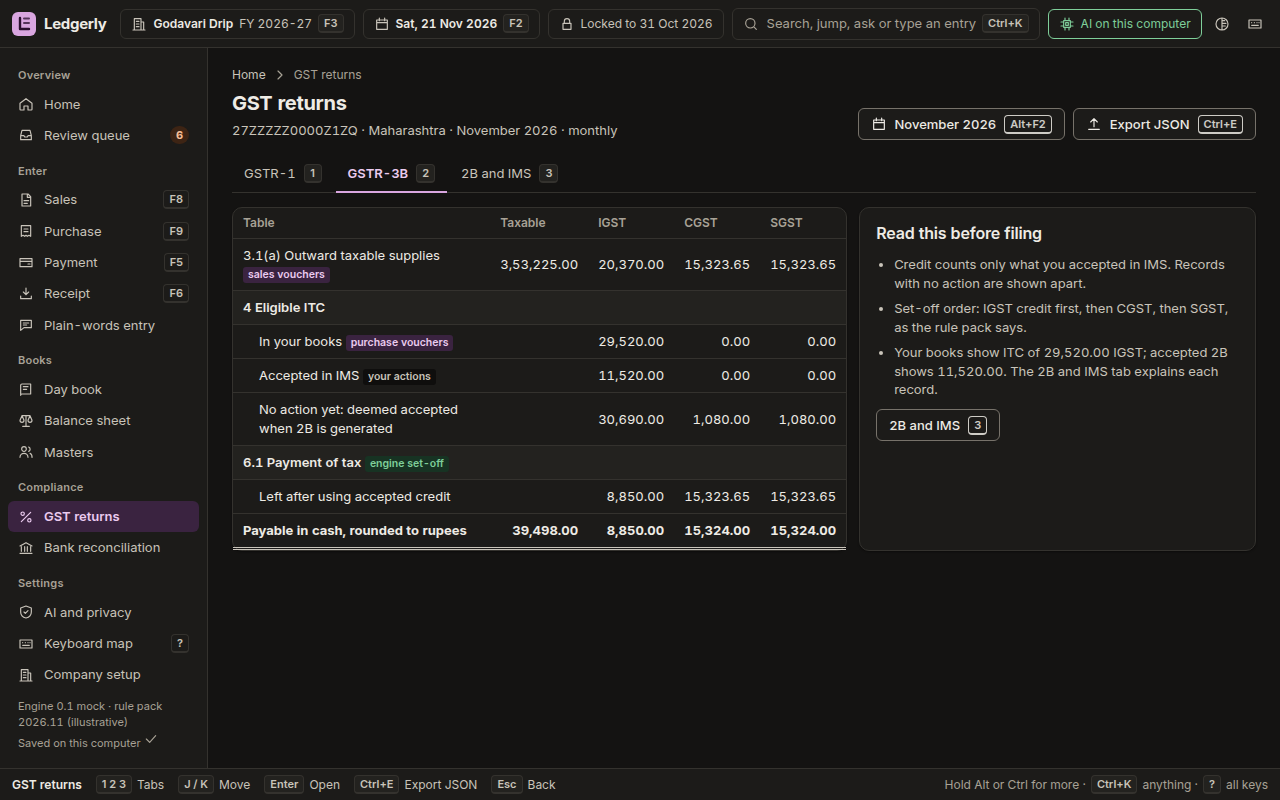 Ledgerly
Godavari Drip FY 2026-27 F3
Sat, 21 Nov 2026 F2
Locked to 31 Oct 2026
Search, jump, ask or type an entry Ctrl+K
AI on this computer
Overview
Home
Review queue 6
Enter
Sales F8
Purchase F9
Payment F5
Receipt F6
Plain-words entry
Books
Day book
Balance sheet
Masters
Compliance
GST returns
Bank reconciliation
Settings
AI and privacy
Keyboard map ?
Company setup
Engine 0.1 mock · rule pack
2026.11 (illustrative)
Saved on this computer
Home > GST returns
GST returns
27ZZZZZ0000Z1ZQ · Maharashtra · November 2026 · monthly
November 2026 Alt+F2
Export JSON Ctrl+E
GSTR-1 1
GSTR-3B 2
2B and IMS 3
Table Taxable IGST CGST SGST
3.1(a) Outward taxable supplies
sales vouchers
3,53,225.00 20,370.00 15,323.65 15,323.65
4 Eligible ITC
In your books purchase vouchers 29,520.00 0.00 0.00
Accepted in IMS your actions 11,520.00 0.00 0.00
No action yet: deemed accepted
when 2B is generated
30,690.00 1,080.00 1,080.00
6.1 Payment of tax engine set-off
Left after using accepted credit 8,850.00 15,323.65 15,323.65
Payable in cash, rounded to rupees 39,498.00 8,850.00 15,324.00 15,324.00
Read this before filing
• Credit counts only what you accepted in IMS. Records
with no action are shown apart.
• Set-off order: IGST credit first, then CGST, then SGST,
as the rule pack says.
• Your books show ITC of 29,520.00 IGST; accepted 2B
shows 11,520.00. The 2B and IMS tab explains each
record.
2B and IMS 3
GST returns 1 2 3 Tabs J / K Move Enter Open Ctrl+E Export JSON Esc Back
Hold Alt or Ctrl for more · Ctrl+K anything · ? all keys